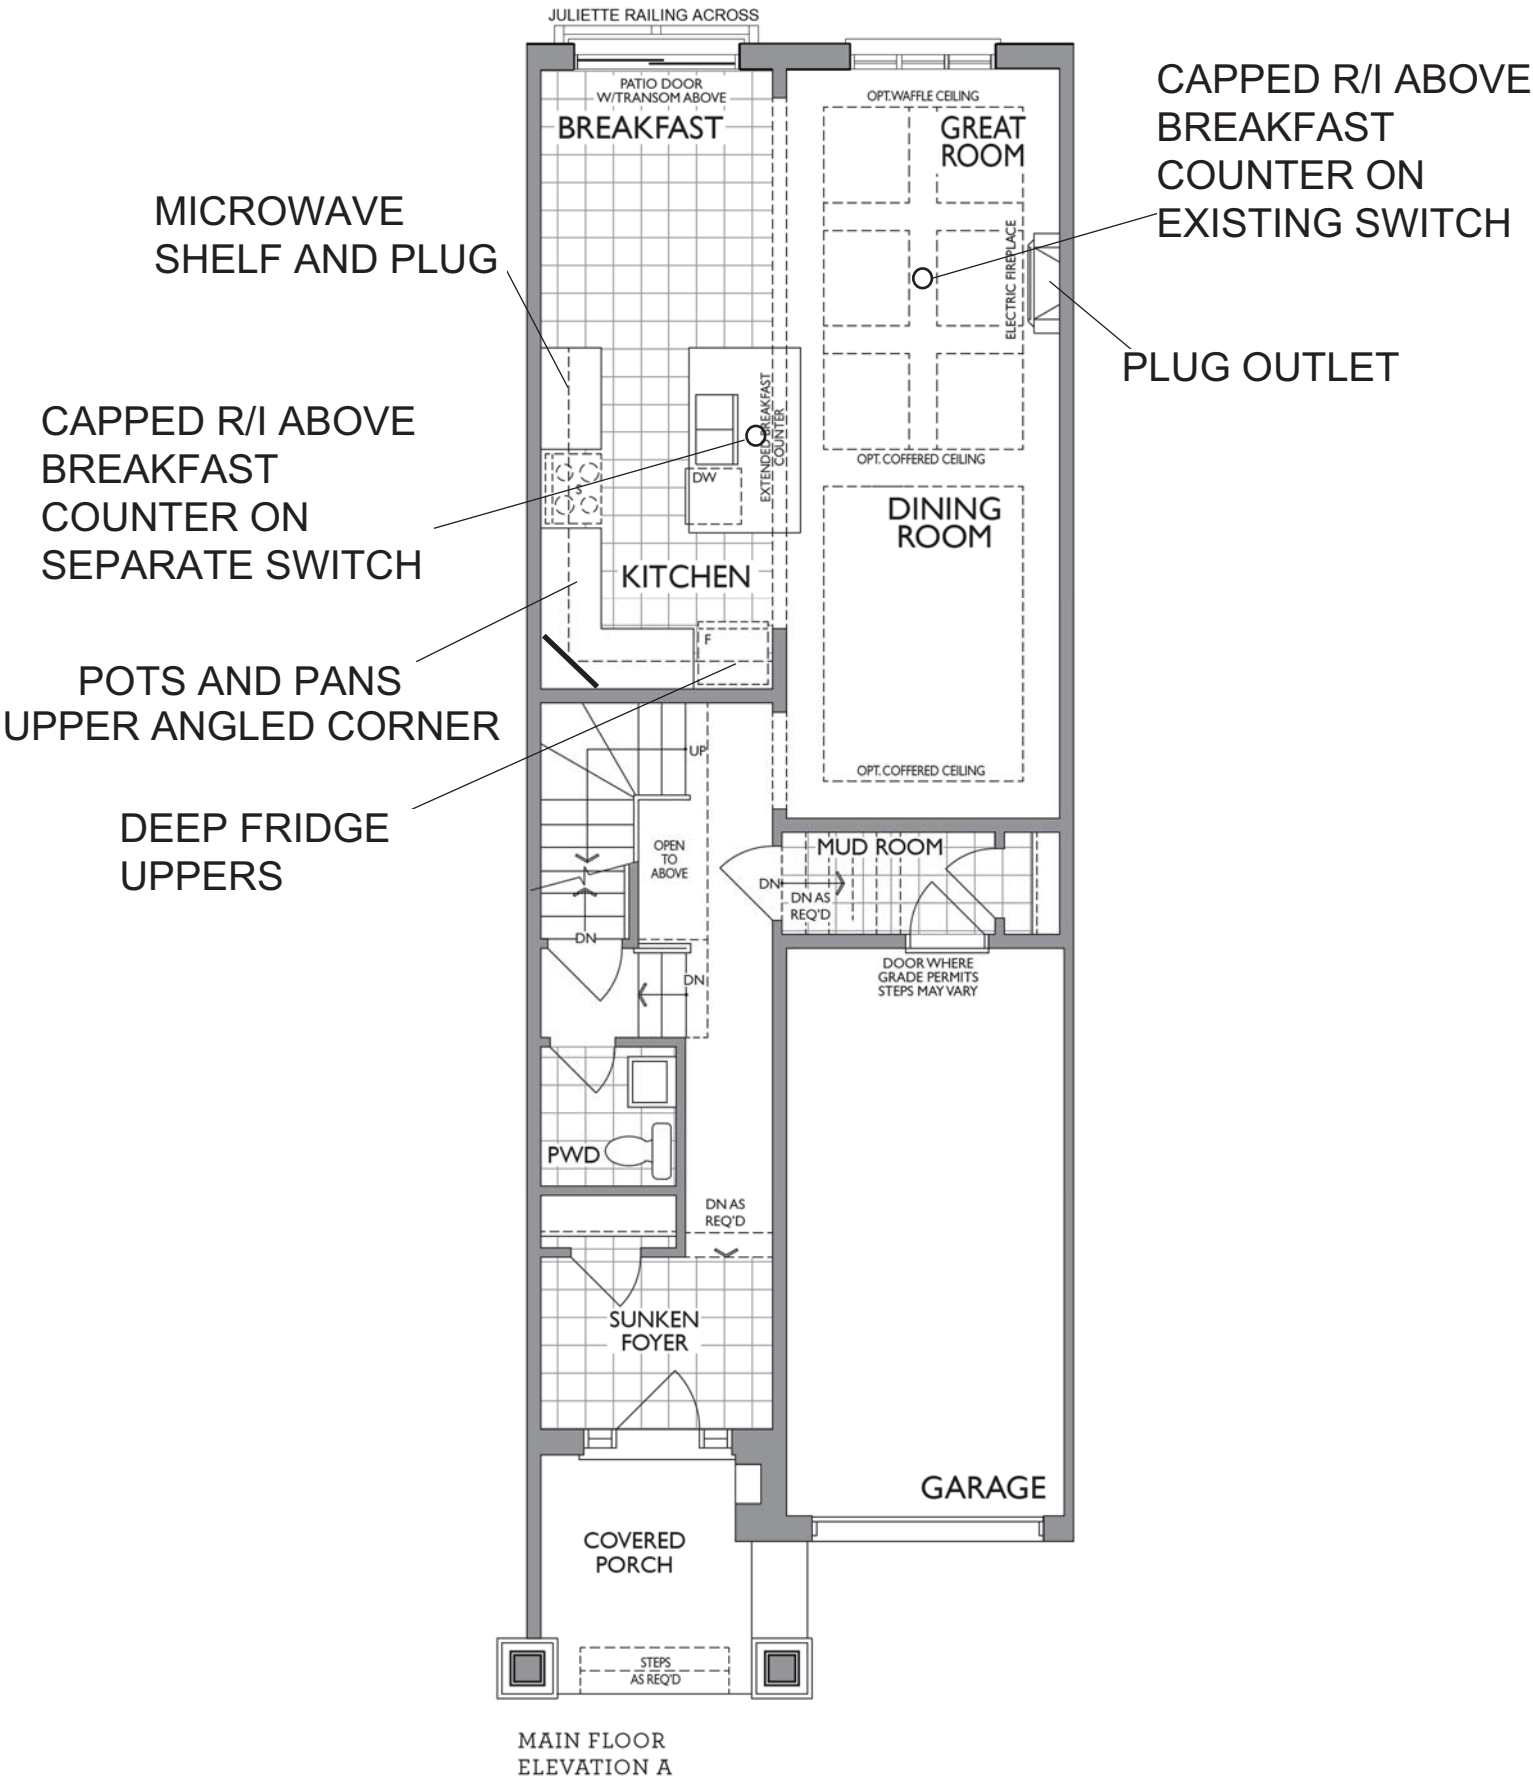 JULIETTE RAILING ACROSS
PATIO DOOR
W/TRANSOM ABOVE
BREAKFAST
OPT.WAFFLE CEILING
GREAT
ROOM
CAPPED R/I ABOVE
BREAKFAST
COUNTER ON
EXISTING SWITCH
MICROWAVE
SHELF AND PLUG
ELECTRIC FIREPLACE
PLUG OUTLET
CAPPED R/I ABOVE
BREAKFAST
COUNTER ON
SEPARATE SWITCH
EXTENDED BREAKFAST
COUNTER
DW
S
OPT. COFFERED CEILING
DINING
ROOM
KITCHEN
F
POTS AND PANS
UPPER ANGLED CORNER
UP
OPT. COFFERED CEILING
DEEP FRIDGE
UPPERS
OPEN
TO
ABOVE
MUD ROOM
DN
DN AS
REQ'D
DN
DN
DOOR WHERE
GRADE PERMITS
STEPS MAY VARY
PWD
DN AS
REQ'D
SUNKEN
FOYER
GARAGE
COVERED
PORCH
STEPS
AS REQ'D
MAIN FLOOR
ELEVATION A